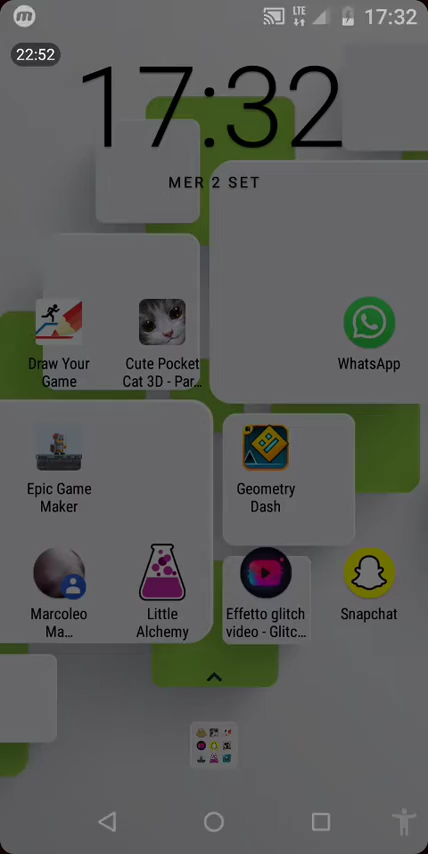 LTE
17:32
22:52
17:32
MER 2 SET
Draw Your
Game
Cute Pocket
Cat 3D - Par…
WhatsApp
Epic Game
Maker
Geometry
Dash
Marcoleo
Ma…
Little
Alchemy
Effetto glitch
video - Glitc…
Snapchat